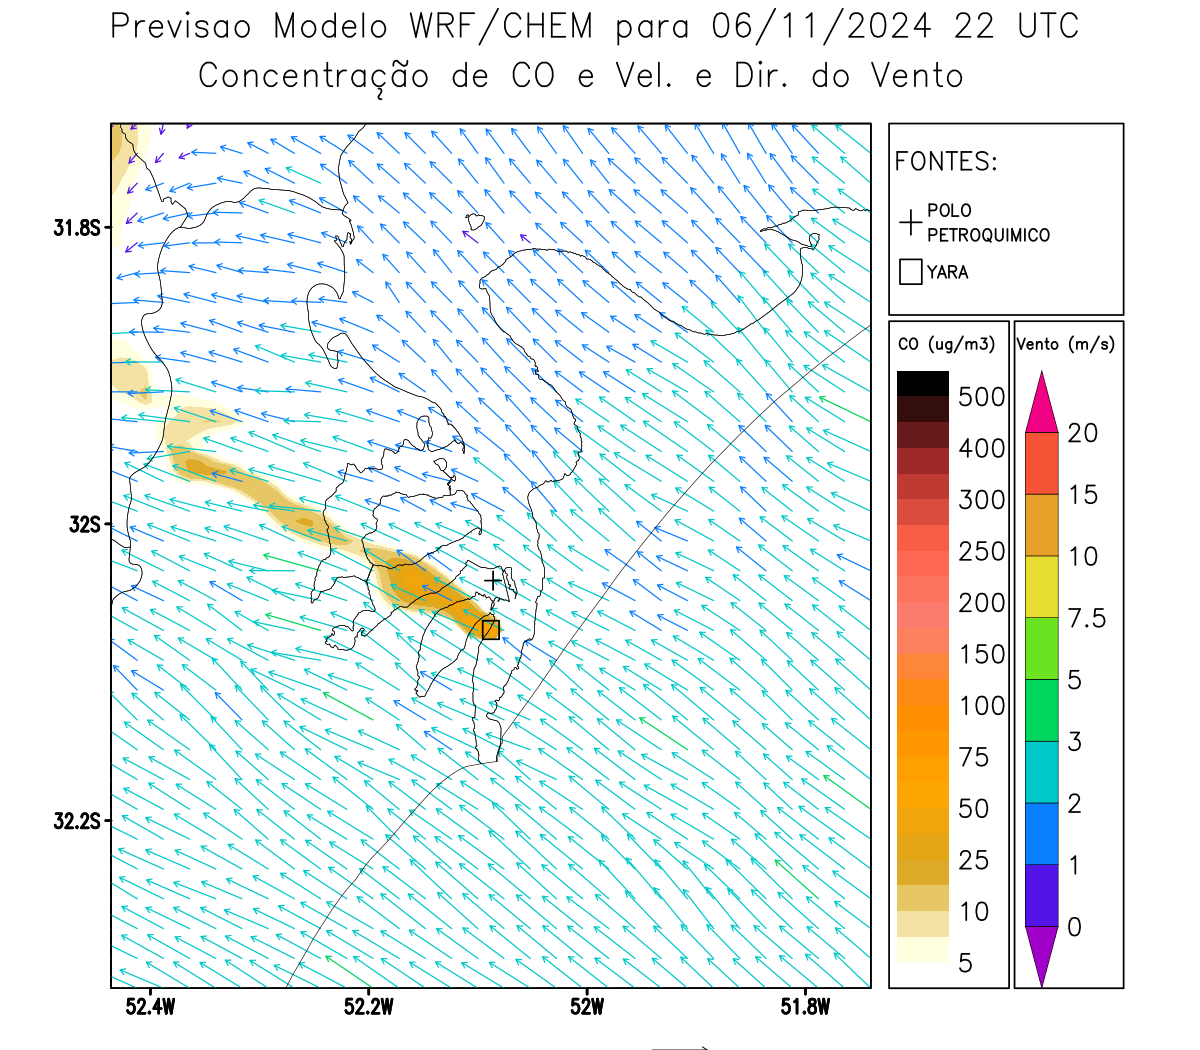 Previsao Modelo WRF/CHEM para 06/11/2024 22 UTC
Concentração de CO e Vel. e Dir. do Vento
FONTES:
POLO
PETROQUIMICO
YARA
CO (ug/m3)
500
400
300
250
200
150
100
75
50
25
10
5
Vento (m/s)
20
15
10
7.5
5
3
2
1
0
31.8S
32S
32.2S
52.4W
52.2W
52W
51.8W